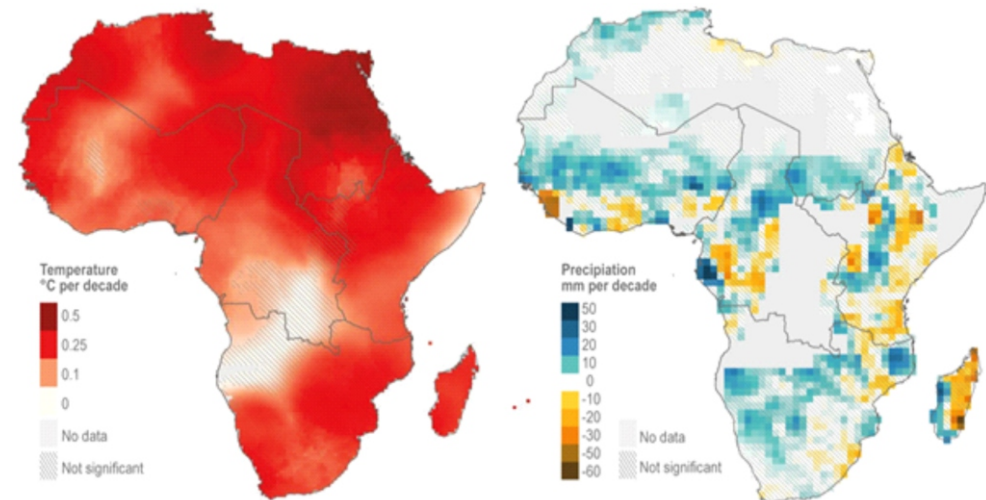 Temperature
°C per decade
0.5
0.25
0.1
0
No data
Not significant
Precipiation
mm per decade
50
30
20
10
0
-10
-20
-30
-50
-60
No data
Not significant